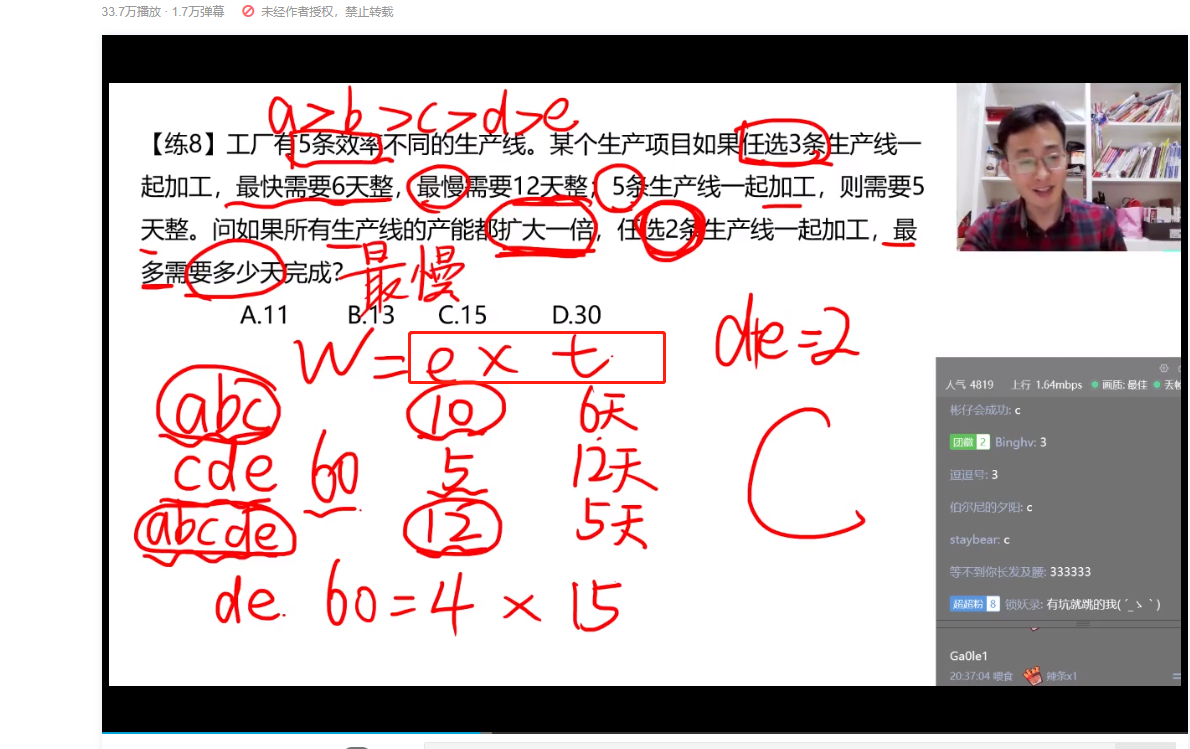 33.7万播放 · 1.7万弹幕 未经作者授权，禁止转载
a>b>c>d>e
【练8】工厂有5条效率不同的生产线。某个生产项目如果任选3条生产线一
起加工，最快需要6天整，最慢需要12天整；5条生产线一起加工，则需要5
天整。问如果所有生产线的产能都扩大一倍，任选2条生产线一起加工，最
多需要多少天完成？
最慢
A.11 B.13 C.15 D.30
W = e × t
d+e=2
abc 10 6天
cde 60 5 12天
abcde 12 5天
de. 60 = 4 × 15
C
人气 4819 上行 1.64mbps 画质: 最佳 丢帧
彬仔会成功: c
团徽 2 Binghv: 3
逗逗号: 3
伯尔尼的夕阳: c
staybear: c
等不到你长发及腰: 333333
超超粉 8 锁妖录: 有坑就跳的我(´_ゝ`)
Ga0le1
20:37:04 喂食 辣条x1